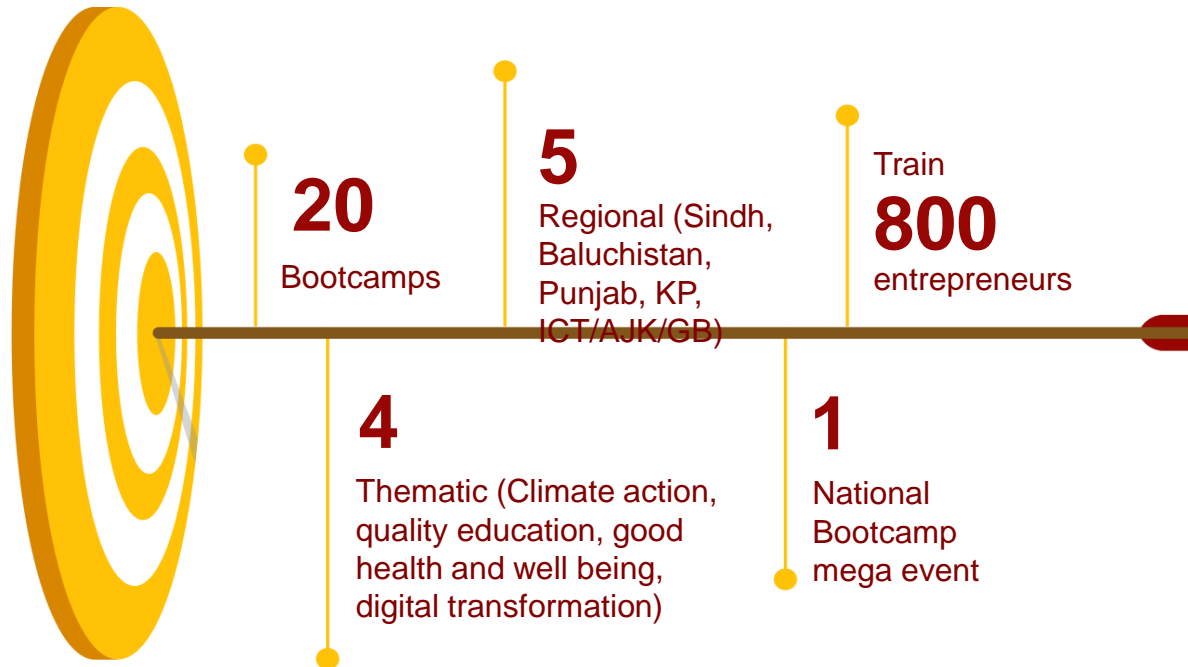 20
Bootcamps
4
Thematic (Climate action,
quality education, good
health and well being,
digital transformation)
5
Regional (Sindh,
Baluchistan,
Punjab, KP,
ICT/AJK/GB)
1
National
Bootcamp
mega event
Train
800
entrepreneurs